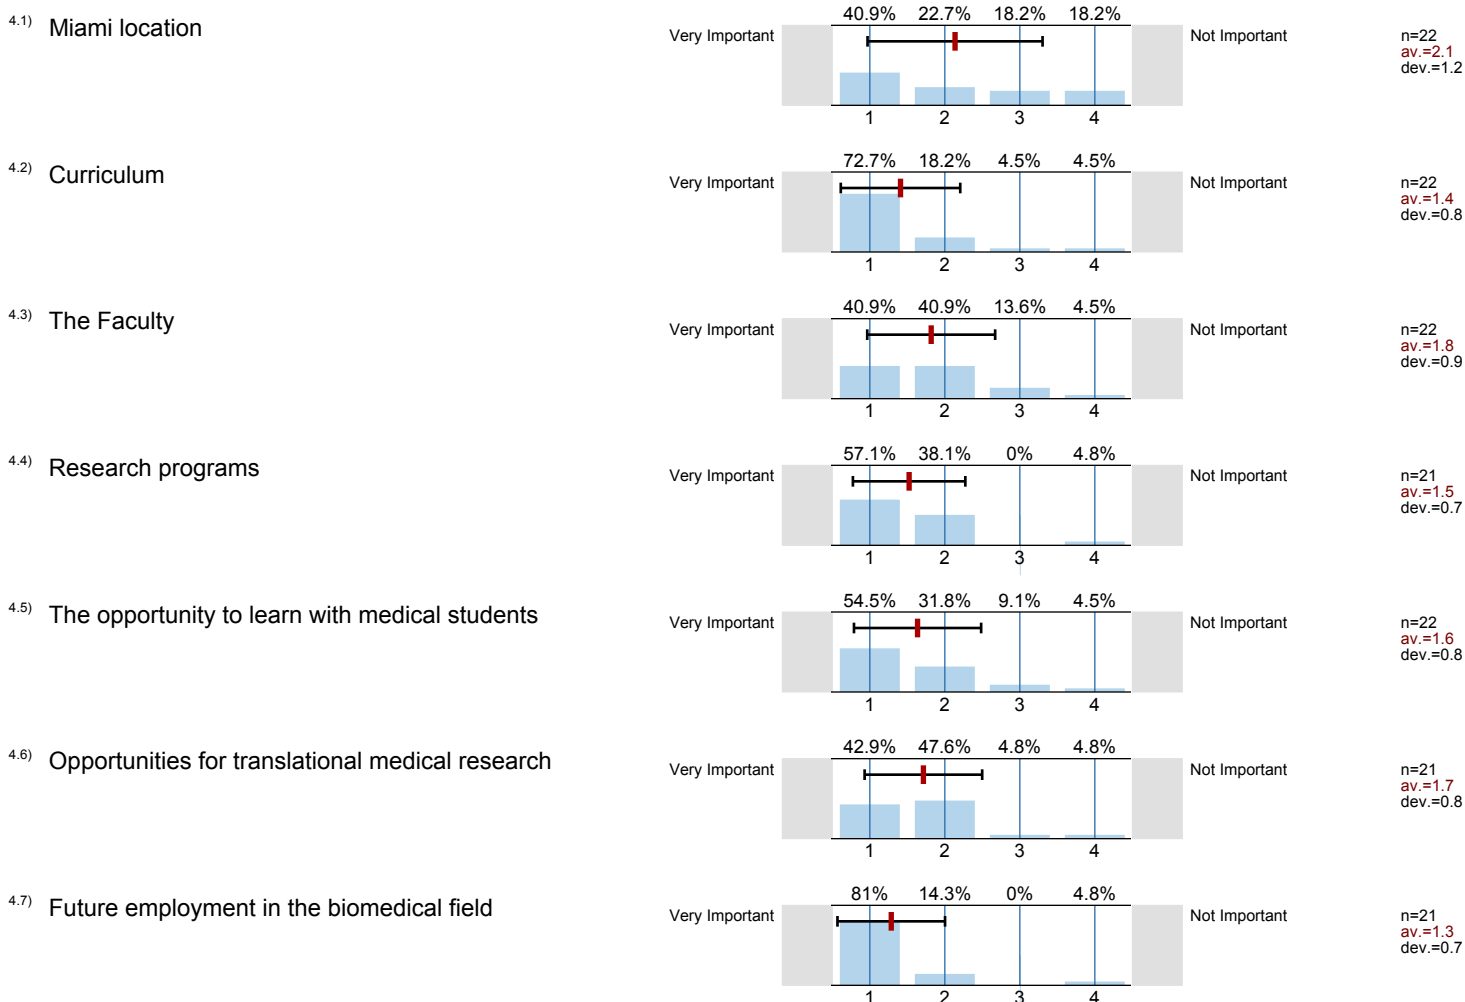 4.1) Miami location
40.9% 22.7% 18.2% 18.2%
Very Important
Not Important
n=22
av.=2.1
dev.=1.2
1 2 3 4
4.2) Curriculum
72.7% 18.2% 4.5% 4.5%
Very Important
Not Important
n=22
av.=1.4
dev.=0.8
1 2 3 4
4.3) The Faculty
40.9% 40.9% 13.6% 4.5%
Very Important
Not Important
n=22
av.=1.8
dev.=0.9
1 2 3 4
4.4) Research programs
57.1% 38.1% 0% 4.8%
Very Important
Not Important
n=21
av.=1.5
dev.=0.7
1 2 3 4
4.5) The opportunity to learn with medical students
54.5% 31.8% 9.1% 4.5%
Very Important
Not Important
n=22
av.=1.6
dev.=0.8
1 2 3 4
4.6) Opportunities for translational medical research
42.9% 47.6% 4.8% 4.8%
Very Important
Not Important
n=21
av.=1.7
dev.=0.8
1 2 3 4
4.7) Future employment in the biomedical field
81% 14.3% 0% 4.8%
Very Important
Not Important
n=21
av.=1.3
dev.=0.7
1 2 3 4